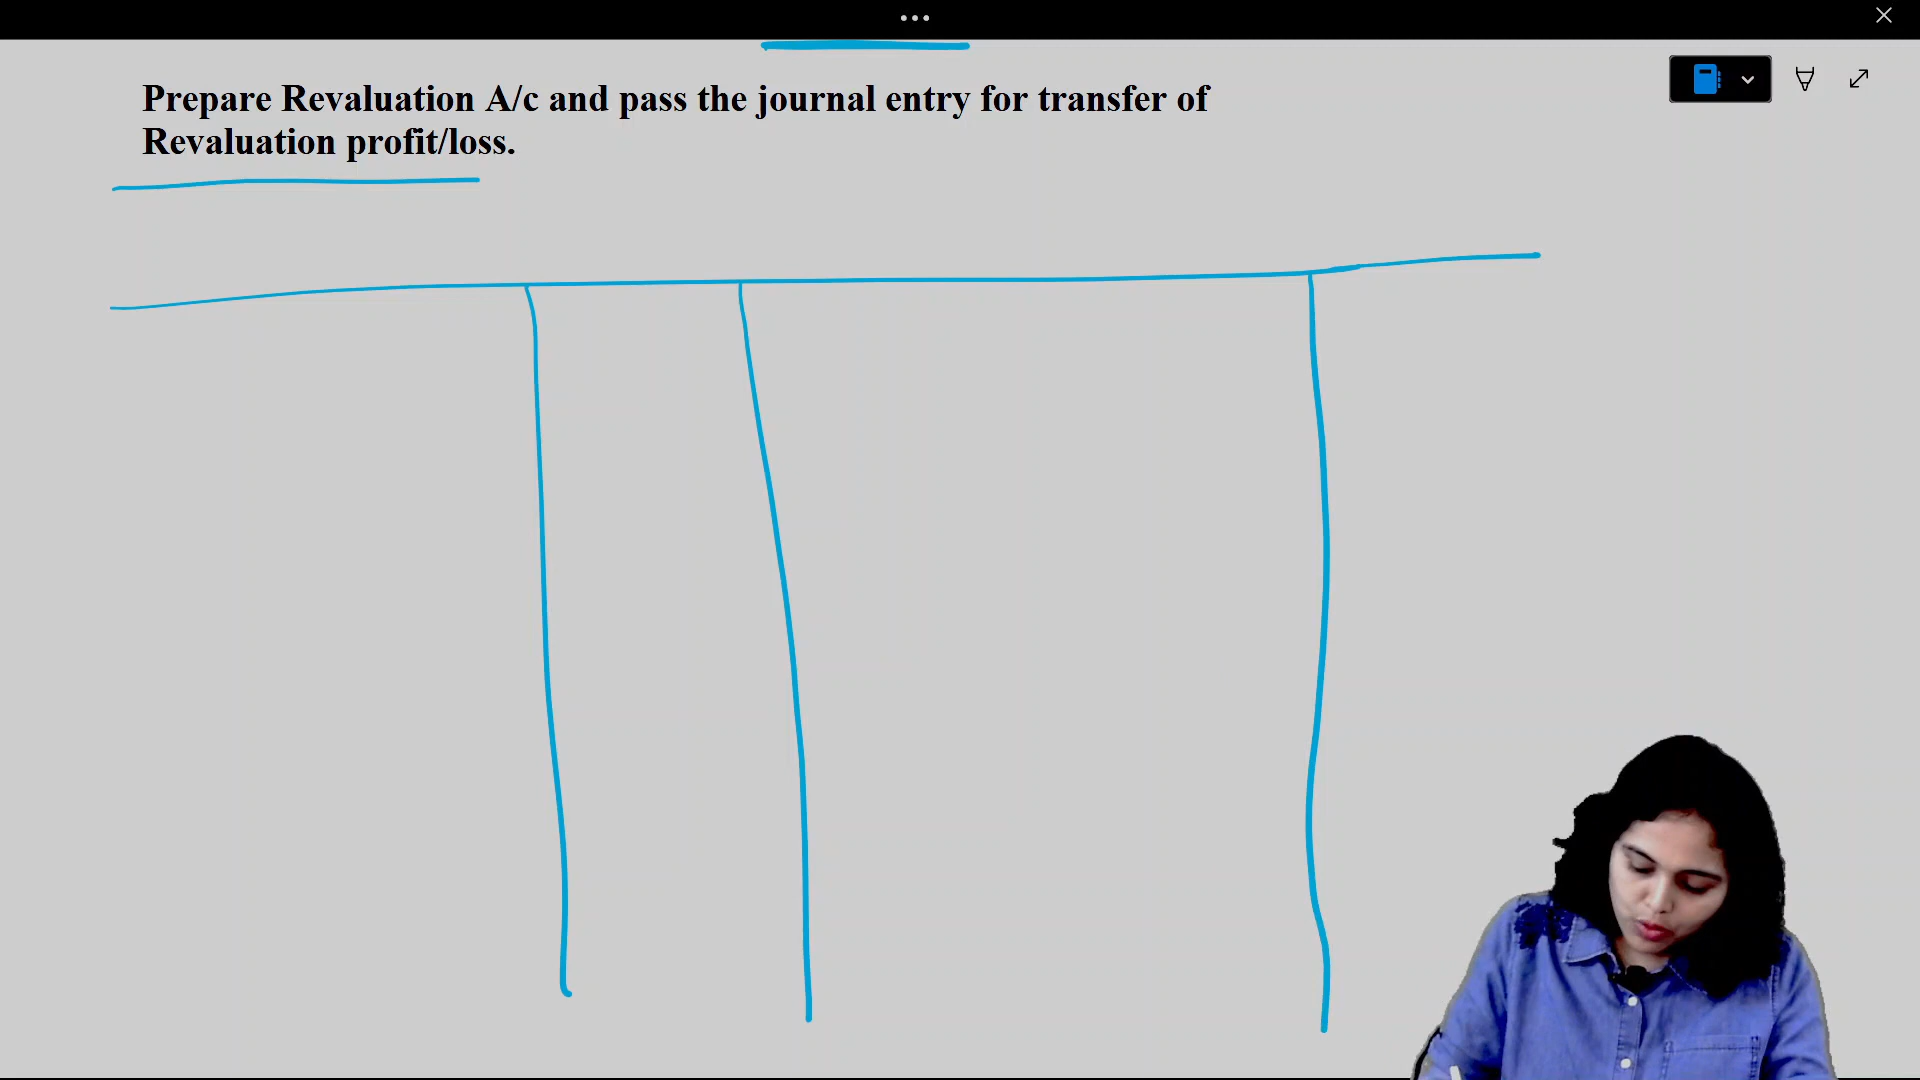 Prepare Revaluation A/c and pass the journal entry for transfer of
Revaluation profit/loss.